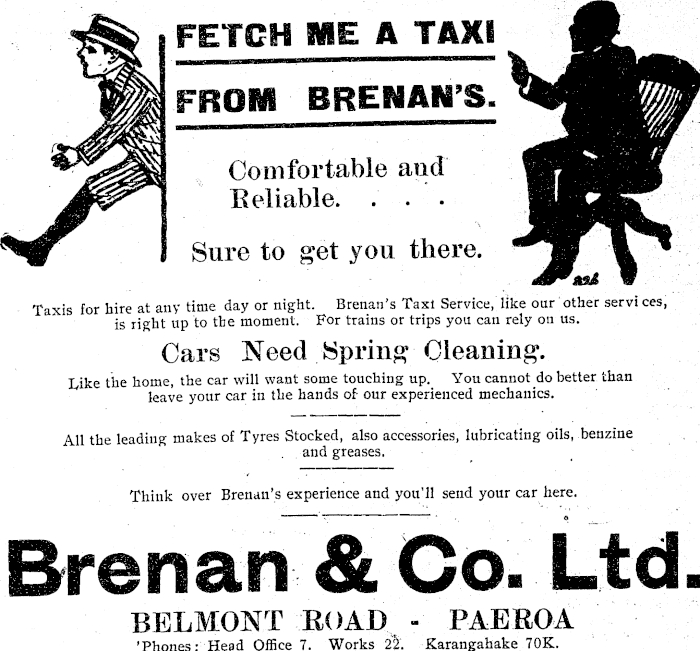 FETCH ME A TAXI
FROM BRENAN'S.
Comfortable and
Reliable. . . .
Sure to get you there.
Taxis for hire at any time day or night. Brenan's Taxi Service, like our other services,
is right up to the moment. For trains or trips you can rely on us.
Cars Need Spring Cleaning.
Like the home, the car will want some touching up. You cannot do better than
leave your car in the hands of our experienced mechanics.
All the leading makes of Tyres Stocked, also accessories, lubricating oils, benzine
and greases.
Think over Brenan's experience and you'll send your car here.
Brenan & Co. Ltd.
BELMONT ROAD - PAEROA
'Phones: Head Office 7. Works 22. Karangahake 70K.